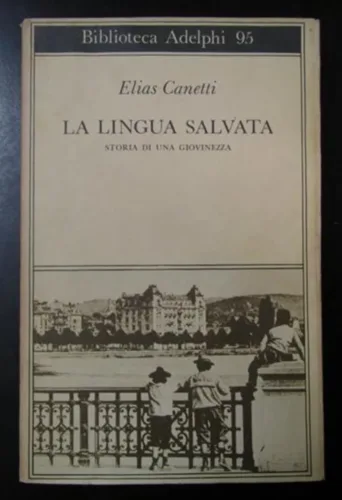 Biblioteca Adelphi 95
Elias Canetti
LA LINGUA SALVATA
STORIA DI UNA GIOVINEZZA